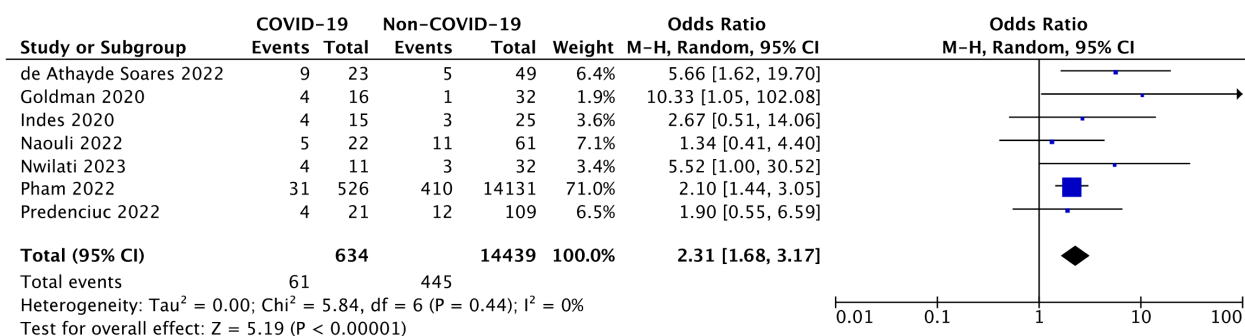 COVID-19 Non-COVID-19 Odds Ratio Odds Ratio
Study or Subgroup Events Total Events Total Weight M-H, Random, 95% CI M-H, Random, 95% CI
de Athayde Soares 2022 9 23 5 49 6.4% 5.66 [1.62, 19.70]
Goldman 2020 4 16 1 32 1.9% 10.33 [1.05, 102.08]
Indes 2020 4 15 3 25 3.6% 2.67 [0.51, 14.06]
Naouli 2022 5 22 11 61 7.1% 1.34 [0.41, 4.40]
Nwilati 2023 4 11 3 32 3.4% 5.52 [1.00, 30.52]
Pham 2022 31 526 410 14131 71.0% 2.10 [1.44, 3.05]
Predenciuc 2022 4 21 12 109 6.5% 1.90 [0.55, 6.59]
Total (95% CI) 634 14439 100.0% 2.31 [1.68, 3.17]
Total events 61 445
Heterogeneity: Tau² = 0.00; Chi² = 5.84, df = 6 (P = 0.44); I² = 0%
Test for overall effect: Z = 5.19 (P < 0.00001)
0.01 0.1 1 10 100